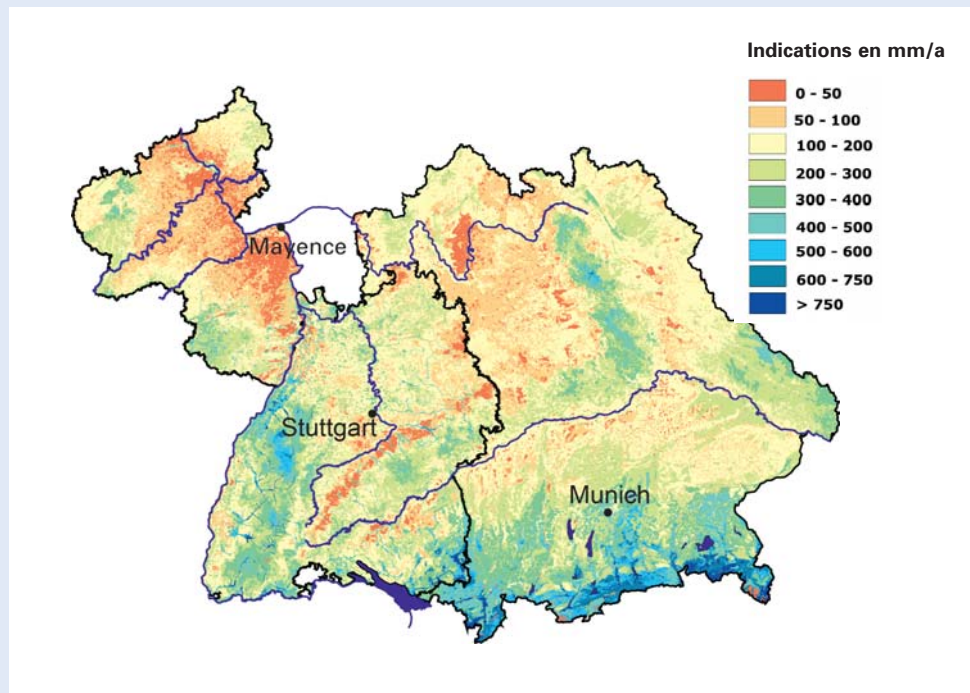 Indications en mm/a
0 - 50
50 - 100
100 - 200
200 - 300
300 - 400
400 - 500
500 - 600
600 - 750
> 750
Mayence
Stuttgart
Munieh